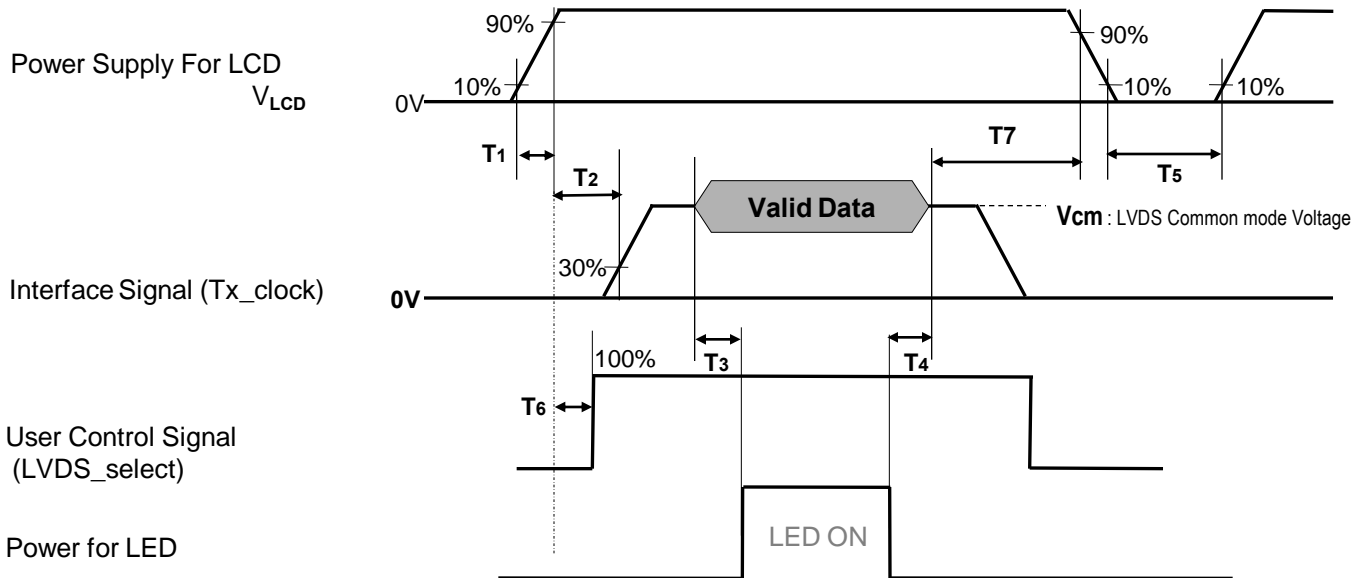 90%
90%
Power Supply For LCD
VLCD
10%
10%
10%
0V
T1
T2
T7
T5
Valid Data
Vcm : LVDS Common mode Voltage
30%
Interface Signal (Tx_clock)
0V
T3
T4
100%
T6
User Control Signal
(LVDS_select)
LED ON
Power for LED